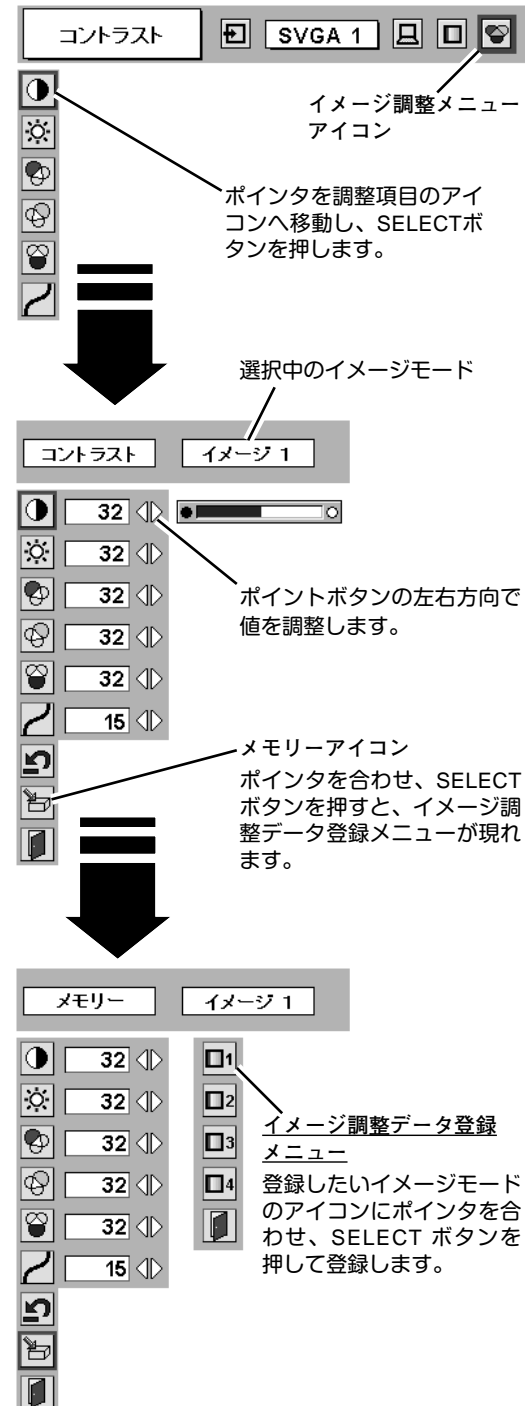 コントラスト
SVGA 1
イメージ調整メニュー
アイコン
ポインタを調整項目のアイ
コンへ移動し、SELECTボ
タンを押します。
選択中のイメージモード
コントラスト
イメージ 1
32
32
32
32
32
15
ポイントボタンの左右方向で
値を調整します。
メモリーアイコン
ポインタを合わせ、SELECT
ボタンを押すと、イメージ調
整データ登録メニューが現れ
ます。
メモリー
イメージ 1
32
32
32
32
32
15
1
2
3
4
イメージ調整データ登録
メニュー
登録したいイメージモード
のアイコンにポインタを合
わせ、SELECT ボタンを
押して登録します。